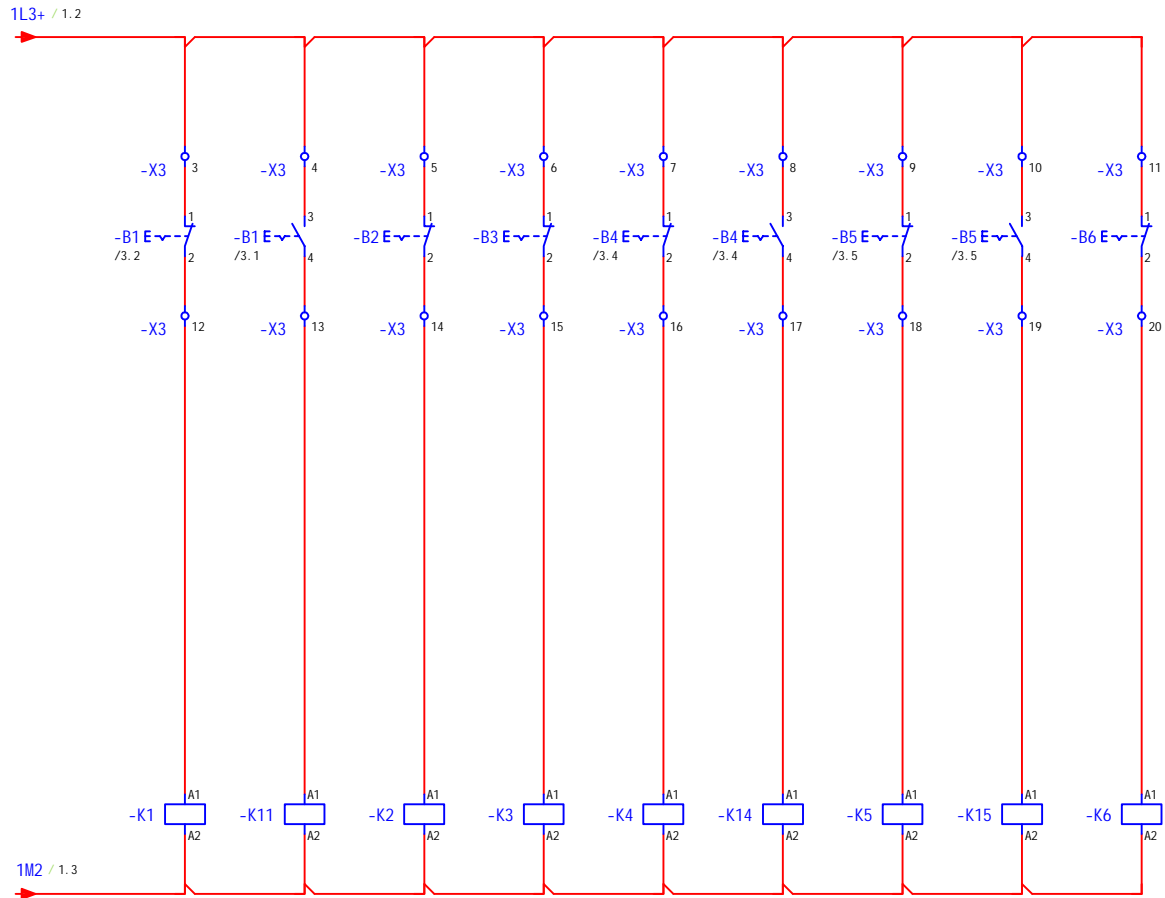 1L3+ / 1.2
-X3 3 -X3 4 -X3 5 -X3 6 -X3 7 -X3 8 -X3 9 -X3 10 -X3 11
1 3 1 1 1 3 1 3 1
-B1 -B1 -B2 -B3 -B4 -B4 -B5 -B5 -B6
/3.2 2 /3.1 4 2 2 /3.4 2 /3.4 4 /3.5 2 /3.5 4 2
-X3 12 -X3 13 -X3 14 -X3 15 -X3 16 -X3 17 -X3 18 -X3 19 -X3 20
A1 A1 A1 A1 A1 A1 A1 A1 A1
-K1 -K11 -K2 -K3 -K4 -K14 -K5 -K15 -K6
A2 A2 A2 A2 A2 A2 A2 A2 A2
1M2 / 1.3